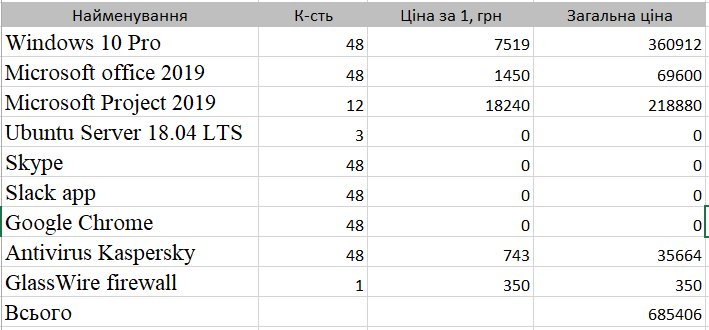 Найменування К-сть Ціна за 1, грн Загальна ціна
Windows 10 Pro 48 7519 360912
Microsoft office 2019 48 1450 69600
Microsoft Project 2019 12 18240 218880
Ubuntu Server 18.04 LTS 3 0 0
Skype 48 0 0
Slack app 48 0 0
Google Chrome 48 0 0
Antivirus Kaspersky 48 743 35664
GlassWire firewall 1 350 350
Всього 685406